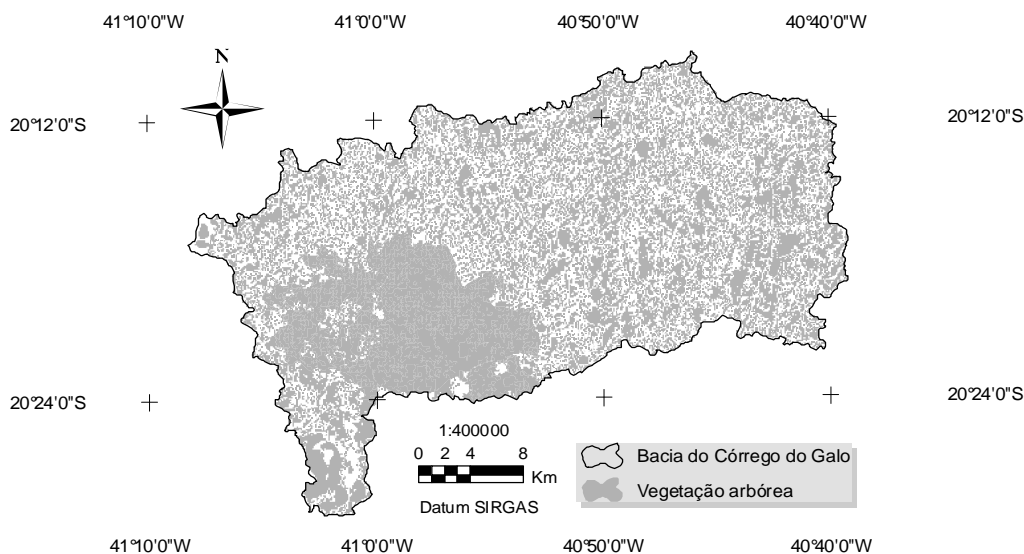 41°10'0"W 41°0'0"W 40°50'0"W 40°40'0"W
N
20°12'0"S 20°12'0"S
20°24'0"S 20°24'0"S
1:400000
0 2 4 8
Km
Datum SIRGAS
Bacia do Córrego do Galo
Vegetação arbórea
41°10'0"W 41°0'0"W 40°50'0"W 40°40'0"W